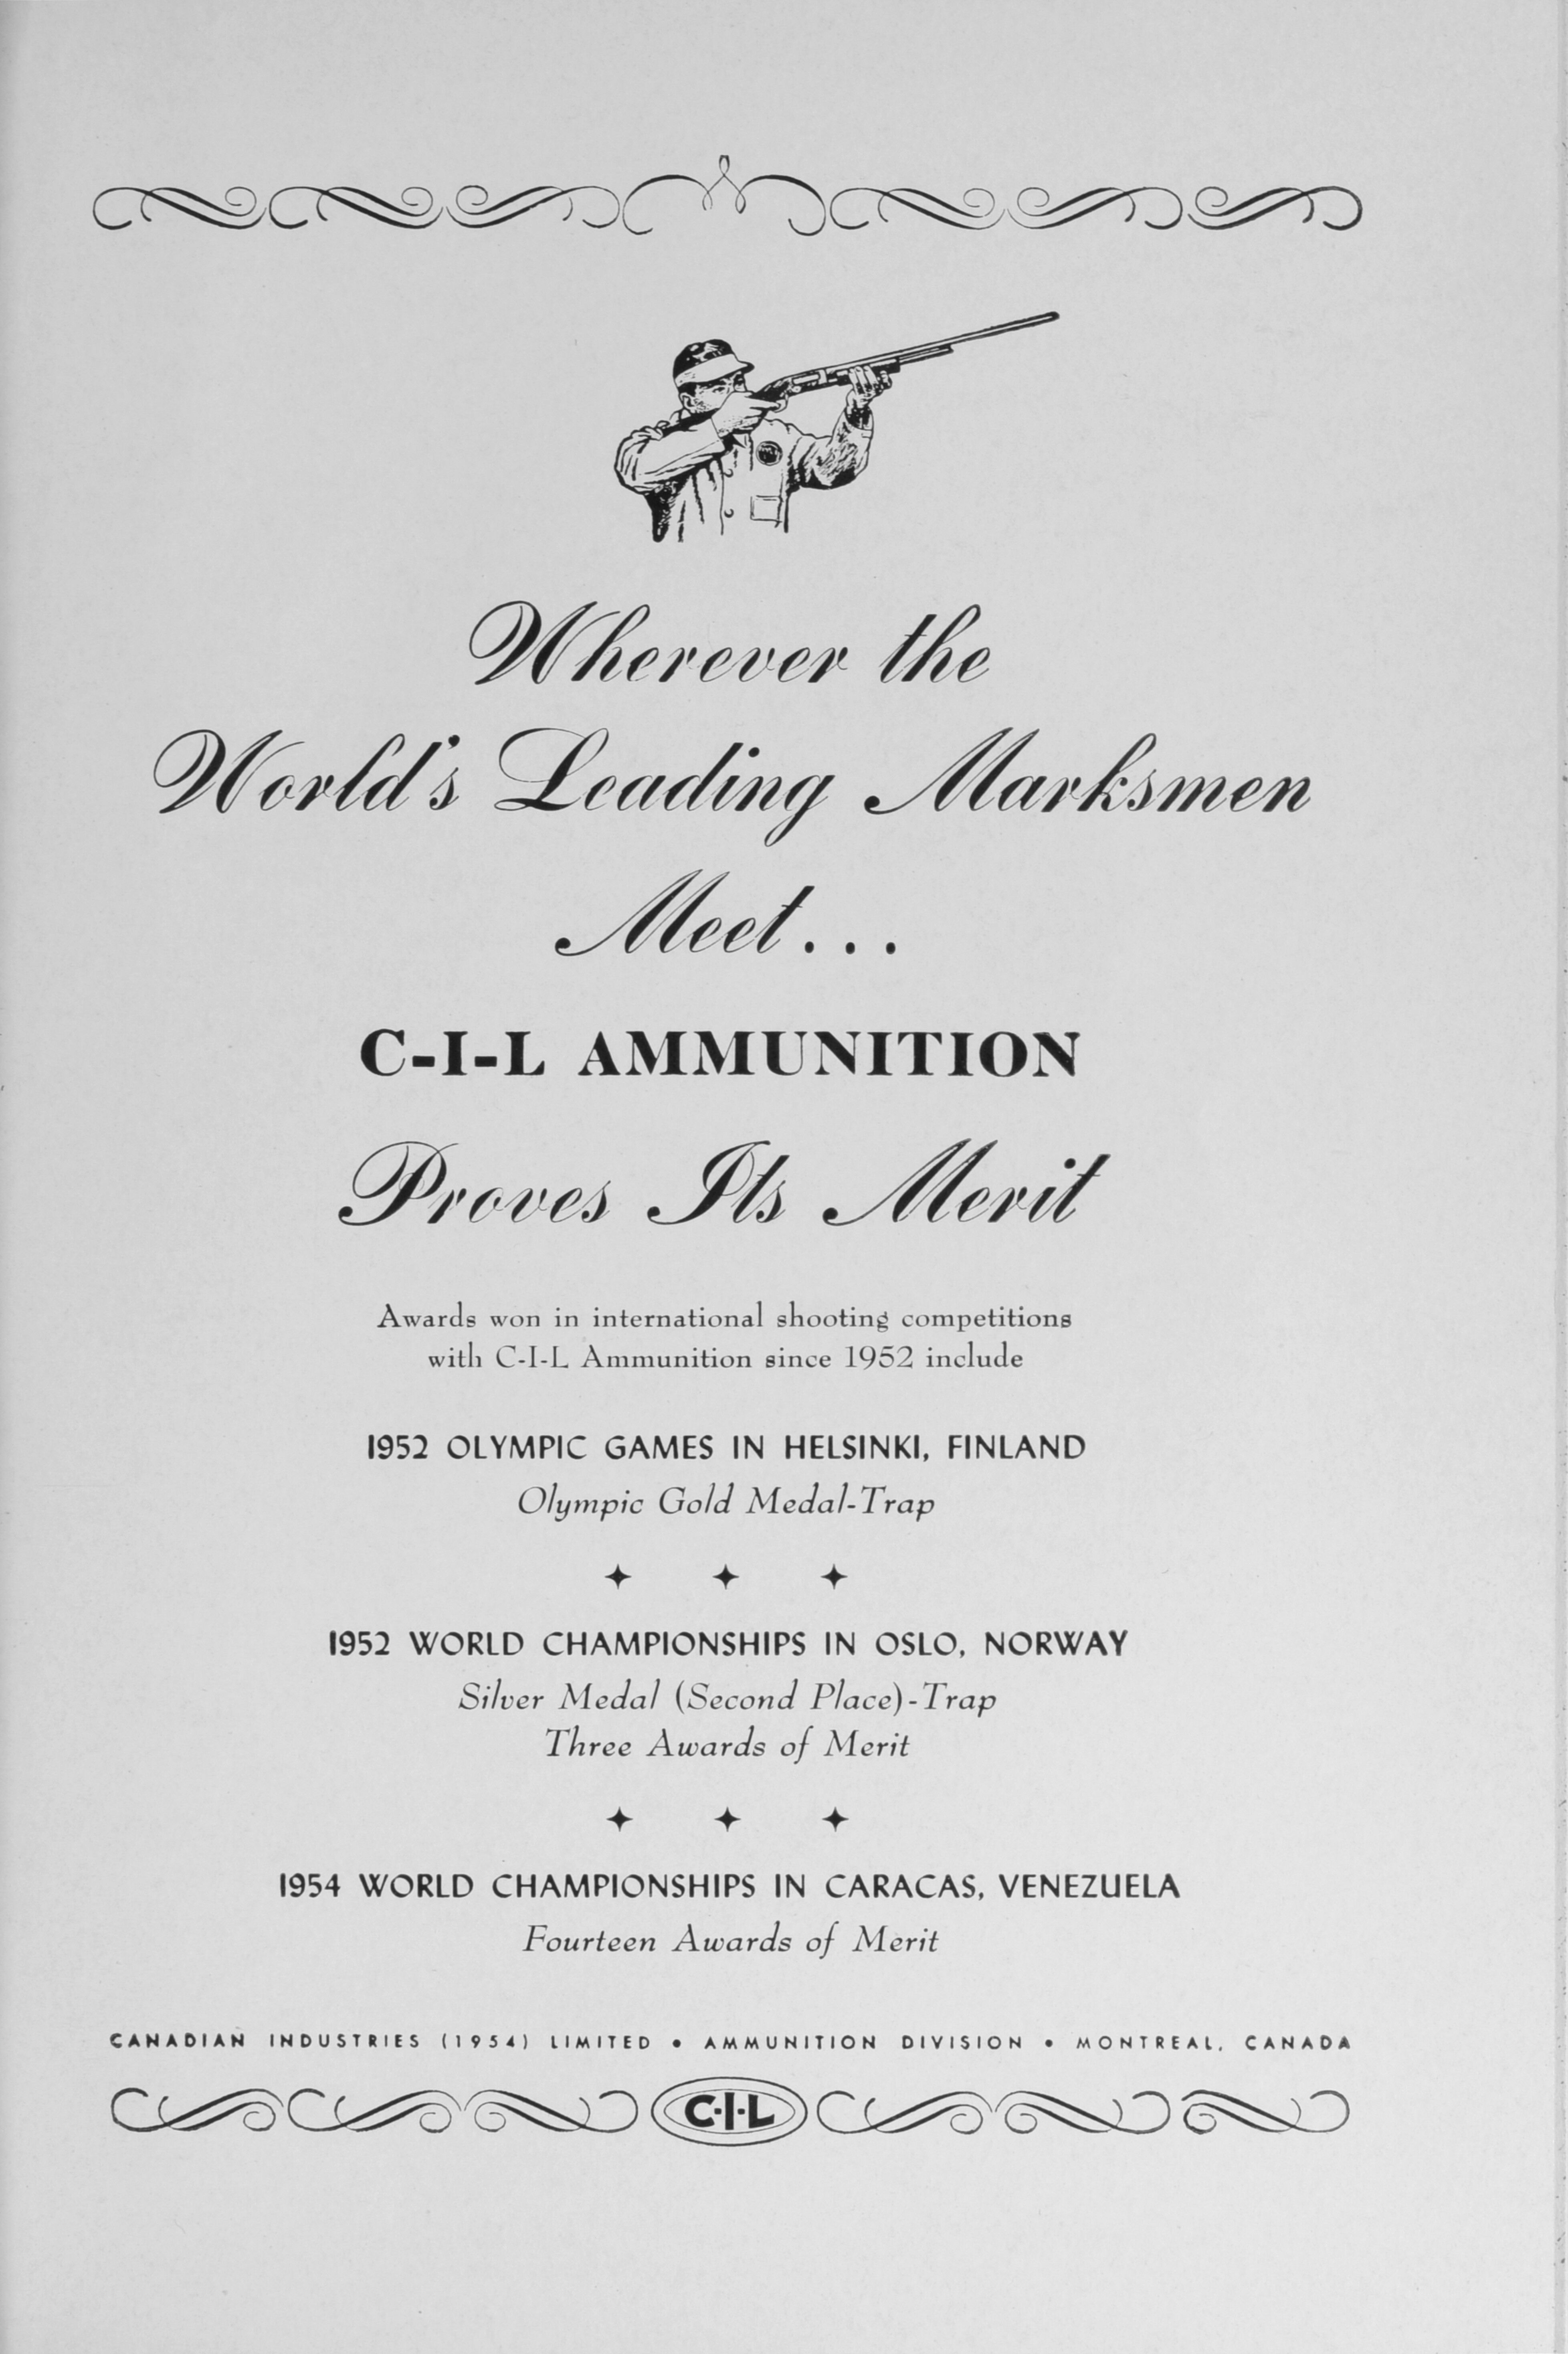 Wherever the
World's Leading Marksmen
Meet...
C-I-L AMMUNITION
Proves Its Merit
Awards won in international shooting competitions
with C-I-L Ammunition since 1952 include
1952 OLYMPIC GAMES IN HELSINKI, FINLAND
Olympic Gold Medal-Trap
1952 WORLD CHAMPIONSHIPS IN OSLO, NORWAY
Silver Medal (Second Place)-Trap
Three Awards of Merit
1954 WORLD CHAMPIONSHIPS IN CARACAS, VENEZUELA
Fourteen Awards of Merit
CANADIAN INDUSTRIES (1954) LIMITED • AMMUNITION DIVISION • MONTREAL, CANADA
C-I-L